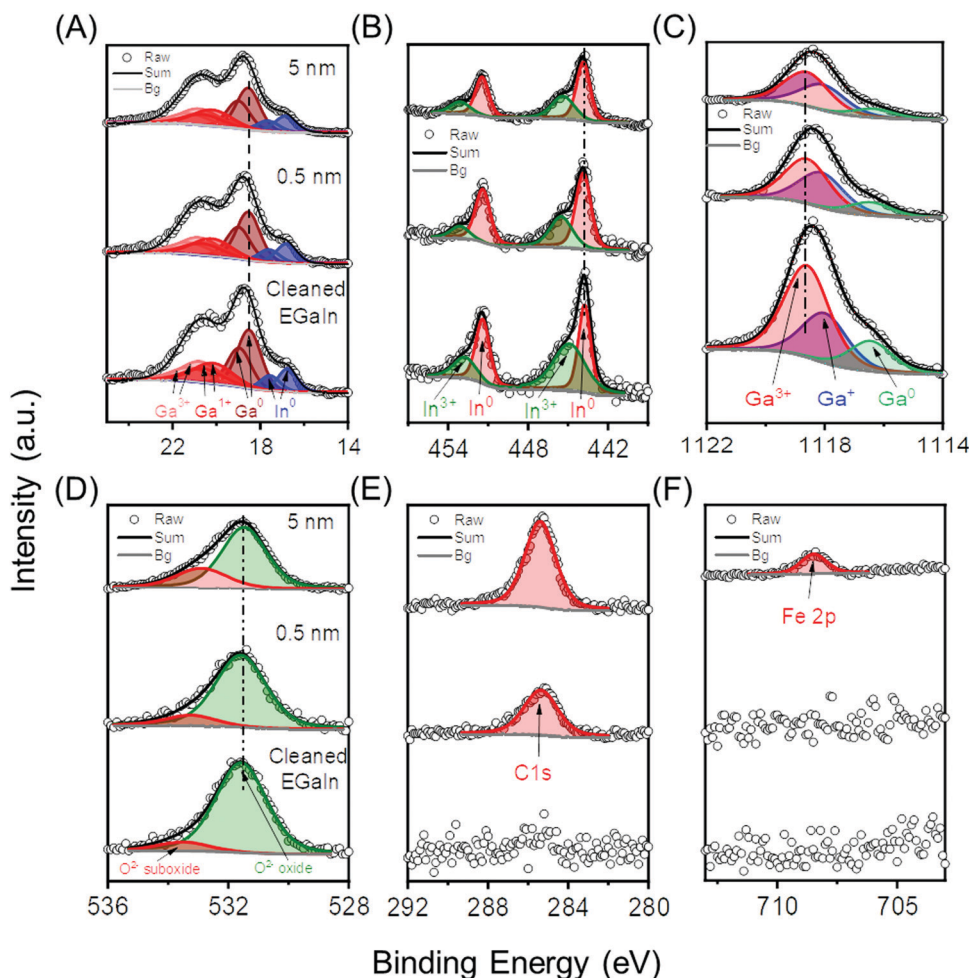 (A)
Raw
Sum
Bg
5 nm
0.5 nm
Cleaned
EGaIn
Ga3+ Ga1+ Ga0 In0
22 18 14
(B)
Raw
Sum
Bg
In3+ In0 In3+ In0
454 448 442
(C)
Raw
Sum
Bg
Ga3+ Ga+ Ga0
1122 1118 1114
Intensity (a.u.)
(D)
Raw
Sum
Bg
5 nm
0.5 nm
Cleaned
EGaIn
O2- suboxide O2- oxide
536 532 528
(E)
Raw
Sum
Bg
C1s
292 288 284 280
(F)
Raw
Sum
Bg
Fe 2p
710 705
Binding Energy (eV)